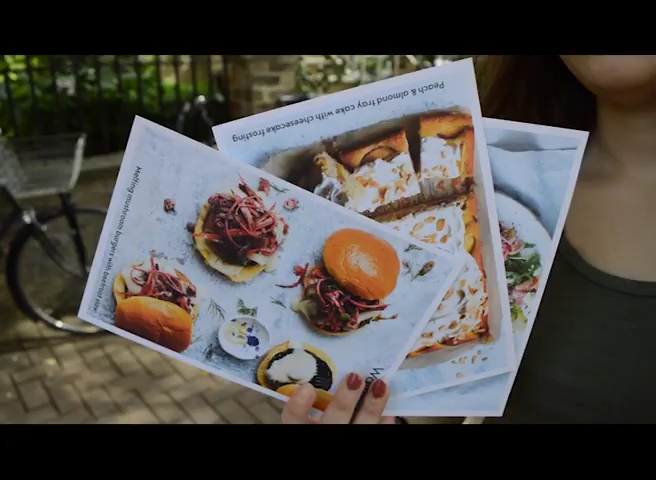 Peach & almond tray cake with cheesecake frosting
Melting mushroom burgers with beetroot slaw